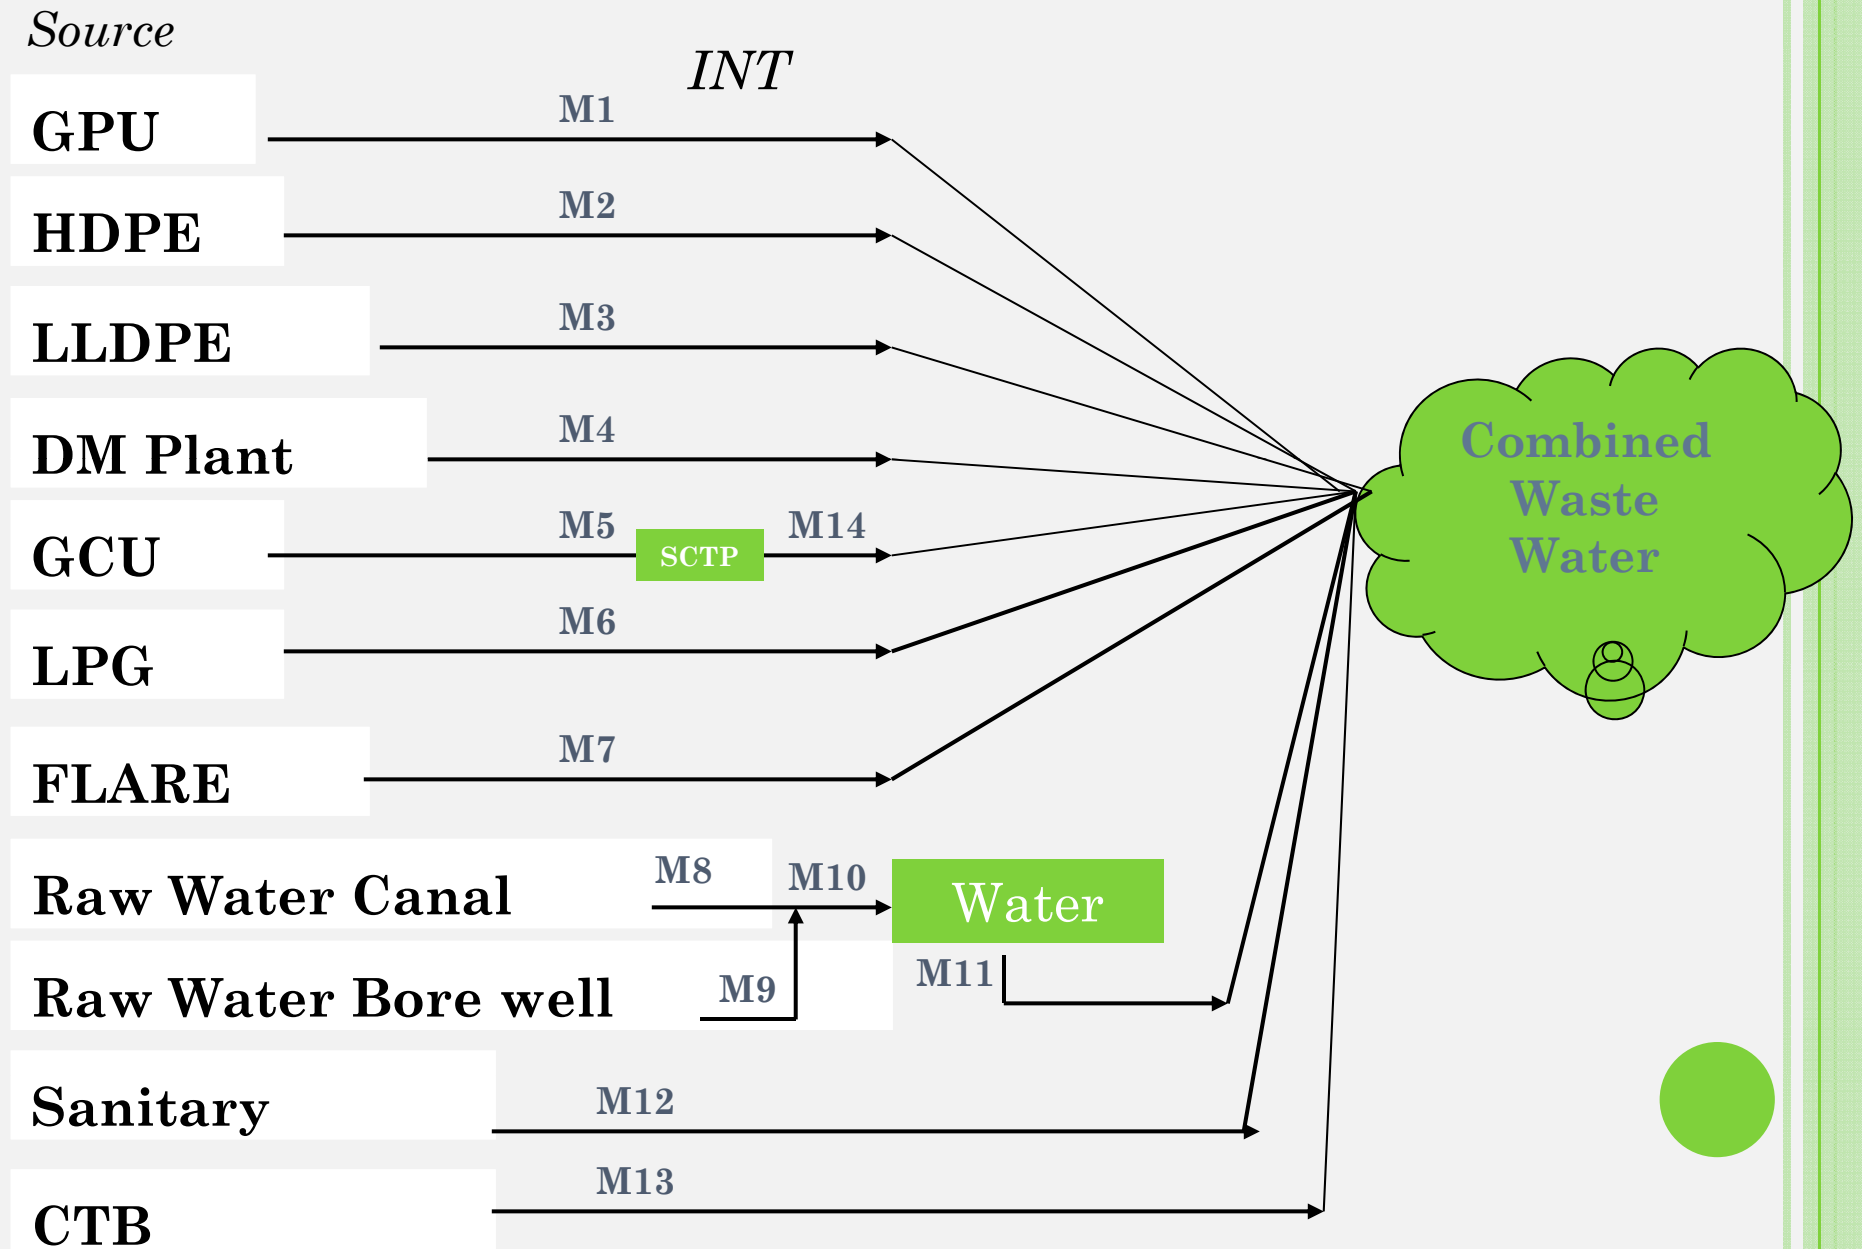 Source
INT
GPU
M1
HDPE
M2
LLDPE
M3
DM Plant
M4
GCU
M5
SCTP
M14
LPG
M6
FLARE
M7
Raw Water Canal
M8
M10
Water
Raw Water Bore well
M9
M11
Sanitary
M12
CTB
M13
Combined
Waste
Water